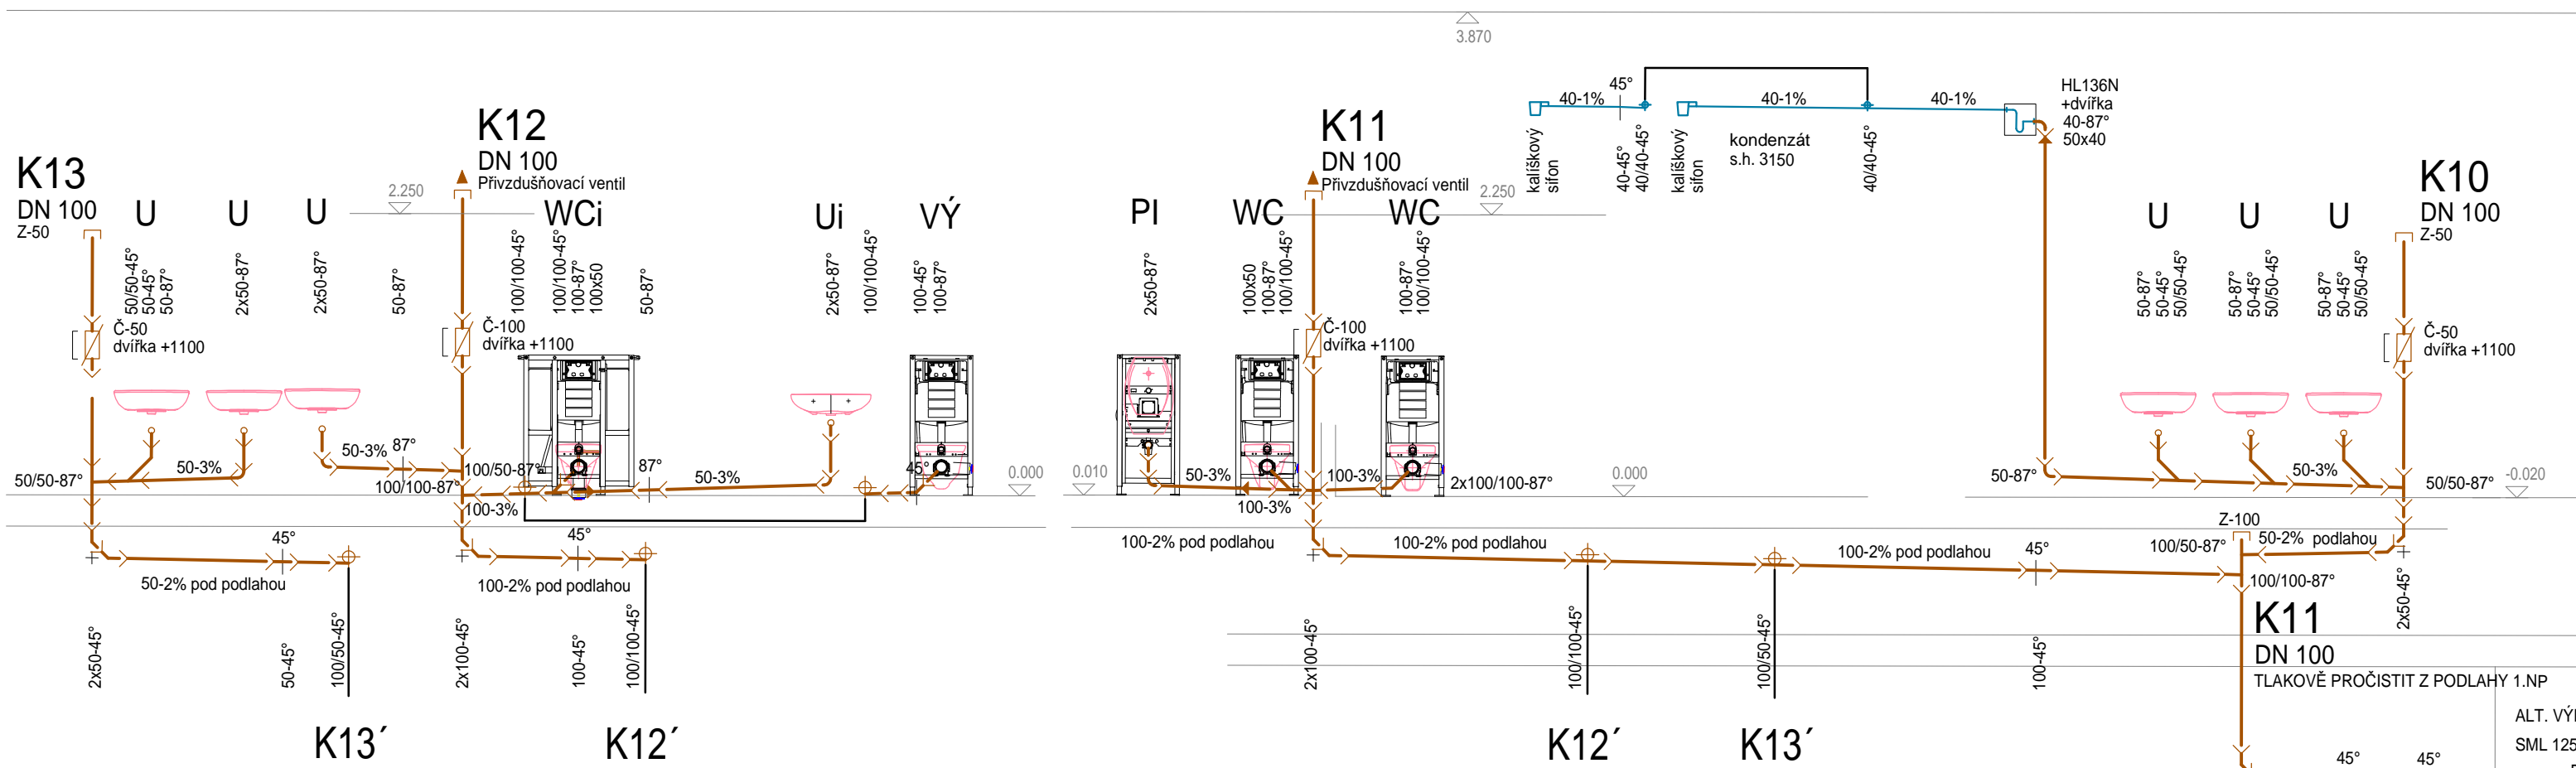 3.870
K13
DN 100
Z-50
U
U
U
2.250
K12
DN 100
Přivzdušňovací ventil
WCi
Ui
VÝ
PI
WC
K11
DN 100
Přivzdušňovací ventil
WC
2.250
40-1%
45°
40-1%
40-1%
kalíškový
sifon
40-45°
40/40-45°
kalíškový
sifon
kondenzát
s.h. 3150
40/40-45°
HL136N
+dvířka
40-87°
50x40
U
U
U
K10
DN 100
Z-50
50/50-45°
50-45°
50-87°
2x50-87°
2x50-87°
50-87°
100/100-45°
100/100-45°
100-87°
100x50
50-87°
2x50-87°
100/100-45°
100-45°
100-87°
2x50-87°
100x50
100-87°
100/100-45°
100-87°
100/100-45°
50-87°
50-45°
50/50-45°
50-87°
50-45°
50/50-45°
50-87°
50-45°
50/50-45°
Č-50
dvířka +1100
Č-100
dvířka +1100
Č-100
dvířka +1100
Č-50
dvířka +1100
50/50-87°
50-3%
50-3%
87°
100/50-87°
100/100-87°
100-3%
87°
50-3%
45°
0.000
0.010
50-3%
100-3%
100-3%
2x100/100-87°
0.000
50-87°
50-3%
50/50-87°
-0.020
45°
50-2% pod podlahou
45°
100-2% pod podlahou
100-2% pod podlahou
100-2% pod podlahou
100-2% pod podlahou
45°
Z-100
100/50-87°
50-2%
podlahou
100/100-87°
2x50-45°
2x50-45°
50-45°
100/50-45°
2x100-45°
100-45°
100/100-45°
2x100-45°
100/100-45°
100/50-45°
100-45°
K11
DN 100
TLAKOVĚ PROČISTIT Z PODLAHY 1.NP
K13´
K12´
K12´
K13´
45°
45°
ALT.
SML 125